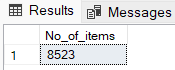 Results Messages
No_of_items
1 8523